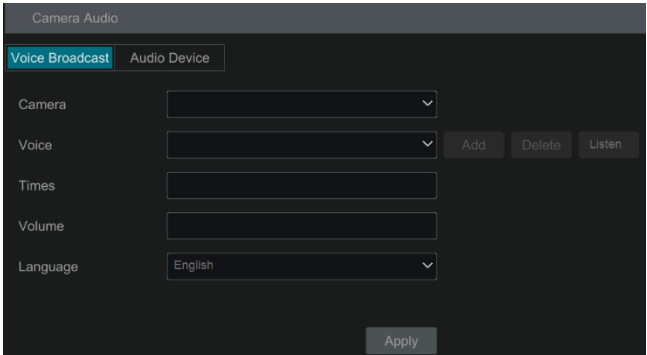 Camera Audio
Voice Broadcast Audio Device
Camera
Voice Add Delete Listen
Times
Volume
Language English
Apply